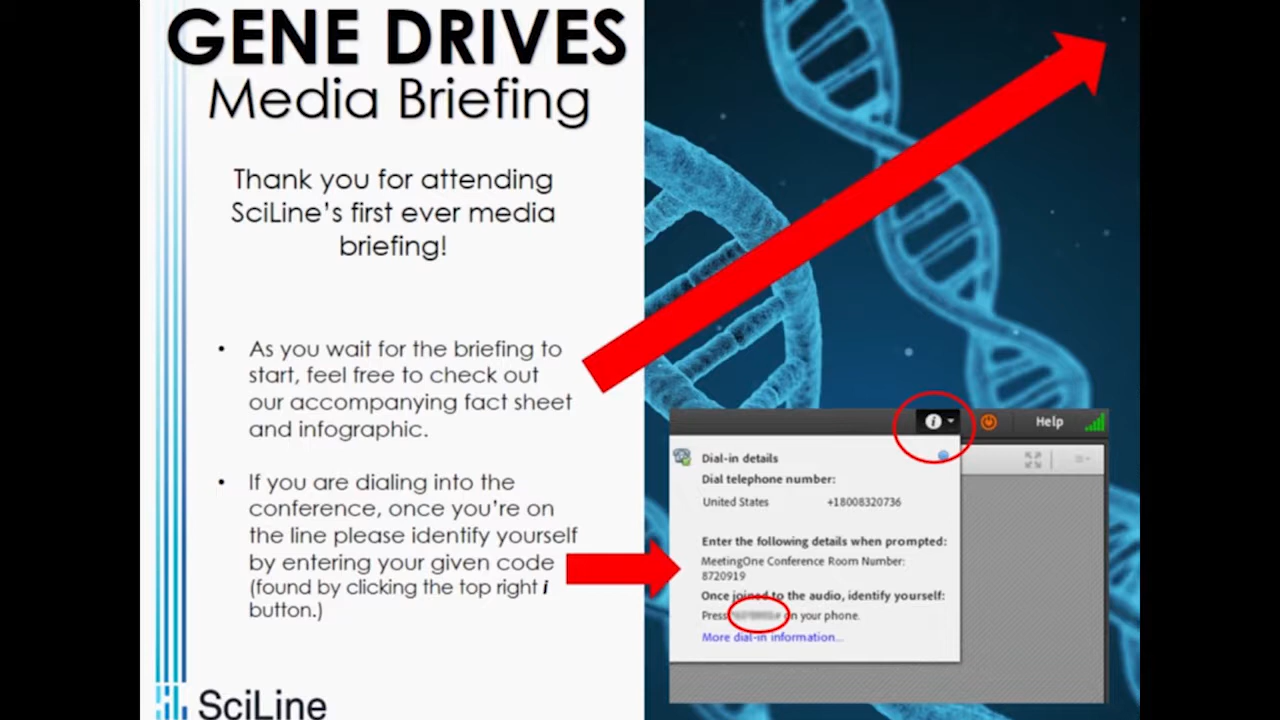 GENE DRIVES
Media Briefing
Thank you for attending
SciLine's first ever media
briefing!
• As you wait for the briefing to
start, feel free to check out
our accompanying fact sheet
and infographic.
• If you are dialing into the
conference, once you're on
the line please identify yourself
by entering your given code
(found by clicking the top right i
button.)
SciLine
i Help
Dial-in details
Dial telephone number:
United States +18008320736
Enter the following details when prompted:
MeetingOne Conference Room Number:
8720919
Once joined to the audio, identify yourself:
Press on your phone.
More dial-in information...